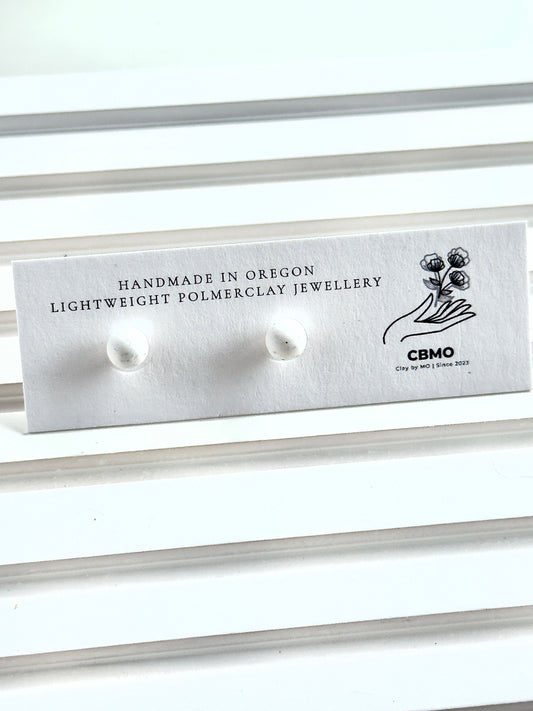 HANDMADE IN OREGON
LIGHTWEIGHT POLMERCLAY JEWELLERY
CBMO
Clay by MO | Since 2023